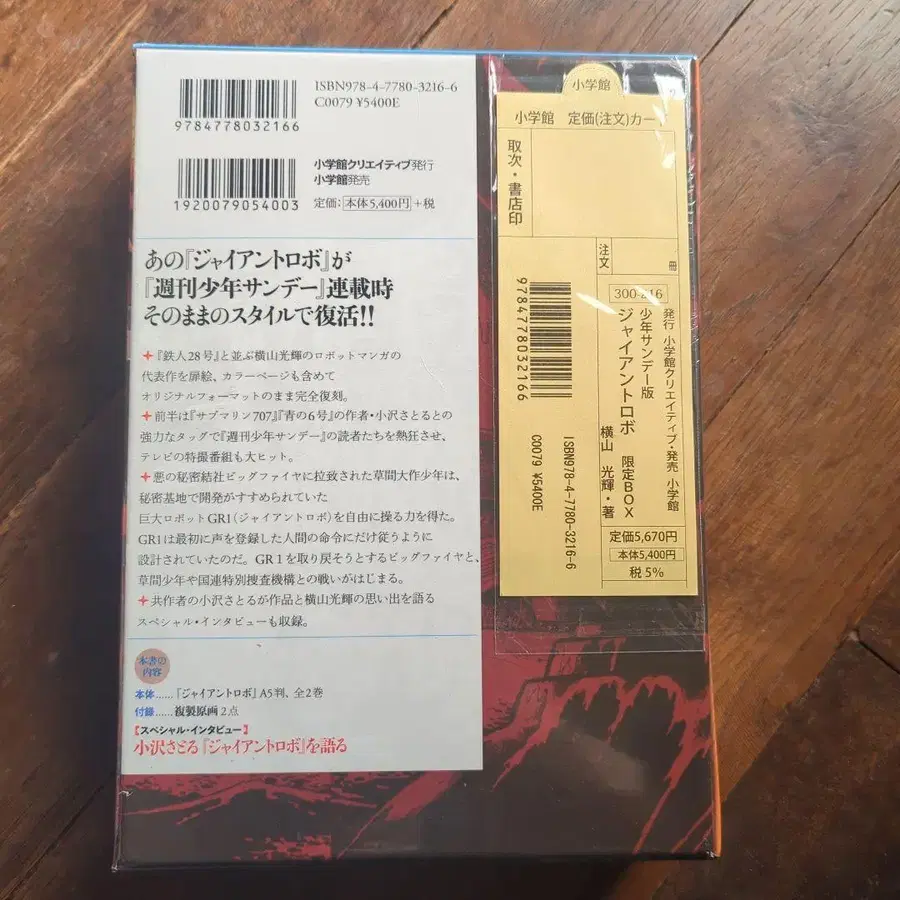 ISBN978-4-7780-3216-6
C0079 ¥5400E
9784778032166
小学館クリエイティブ発行
小学館発売
1920079054003
定価：本体5,400円＋税
あの『ジャイアントロボ』が
『週刊少年サンデー』連載時
そのままのスタイルで復活!!
『鉄人28号』と並ぶ横山光輝のロボットマンガの
代表作を扉絵、カラーページも含めて
オリジナルフォーマットのまま完全復刻。
前半は『サブマリン707』『青の6号』の作者・小沢さとるとの
強力なタッグで『週刊少年サンデー』の読者たちを熱狂させ、
テレビの特撮番組も大ヒット。
悪の秘密結社ビッグファイヤに拉致された草間大作少年は、
秘密基地で開発がすすめられていた
巨大ロボットGR1（ジャイアントロボ）を自由に操る力を得た。
GR1は最初に声を登録した人間の命令にだけ従うように
設計されていたのだ。GR1を取り戻そうとするビッグファイヤと、
草間少年や国連特別捜査機構との戦いがはじまる。
共作者の小沢さとるが作品と横山光輝の思い出を語る
スペシャル・インタビューも収録。
本書の
内容
本体……『ジャイアントロボ』A5判、全2巻
付録……複製原画2点
【スペシャル・インタビュー】
小沢さとる『ジャイアントロボ』を語る
小学館
小学館 定価(注文)カー
取次・書店印
注文
冊
300-216
発行 小学館クリエイティブ・発売 小学館
少年サンデー版
ジャイアントロボ 限定BOX
横山 光輝・著
9784778032166
ISBN978-4-7780-3216-6
C0079 ¥5400E
定価5,670円
本体5,400円
税5%